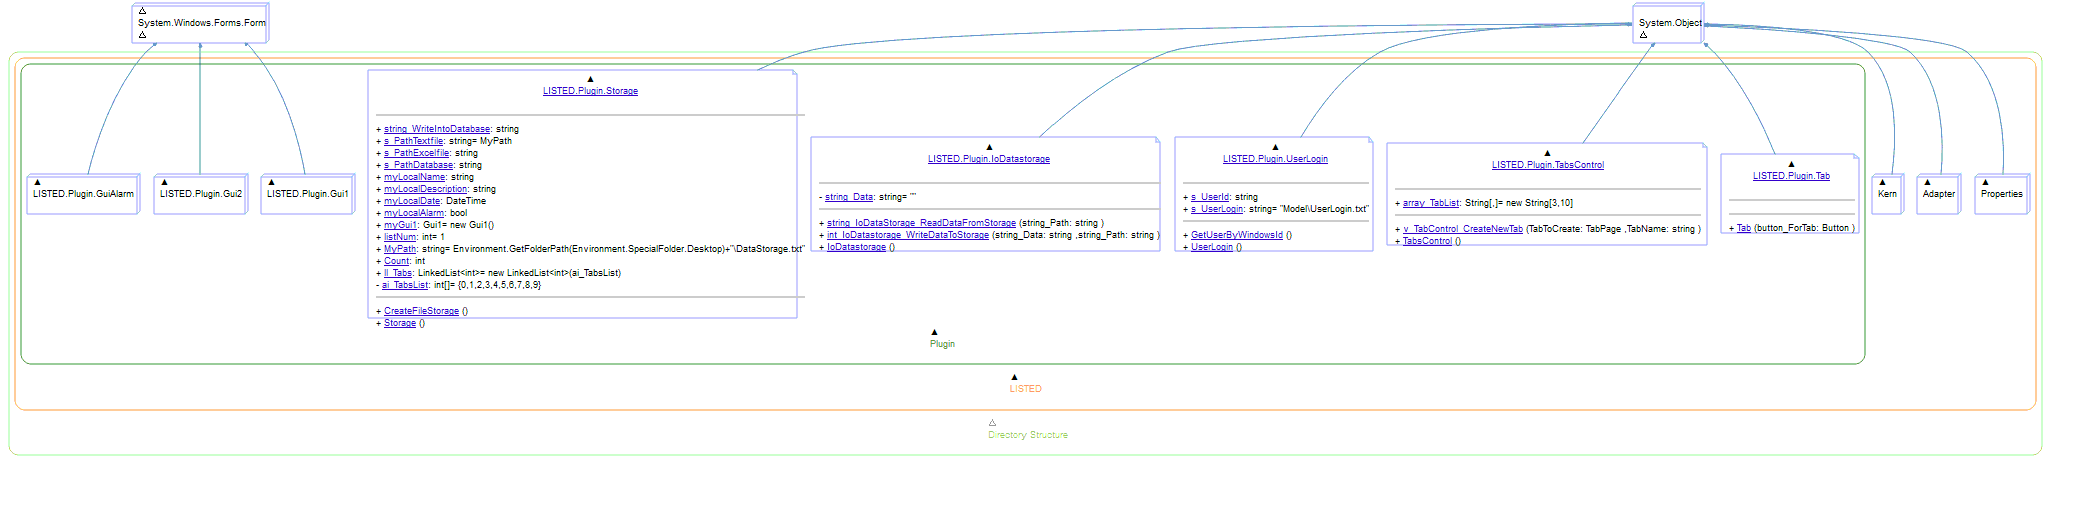 System.Windows.Forms.Form
System.Object
LISTED.Plugin.GuiAlarm
LISTED.Plugin.Gui2
LISTED.Plugin.Gui1
LISTED.Plugin.Storage
+ string_WriteIntoDatabase: string
+ s_PathTextfile: string= MyPath
+ s_PathExcelfile: string
+ s_PathDatabase: string
+ myLocalName: string
+ myLocalDescription: string
+ myLocalDate: DateTime
+ myLocalAlarm: bool
+ myGui1: Gui1= new Gui1()
+ listNum: int= 1
+ MyPath: string= Environment.GetFolderPath(Environment.SpecialFolder.Desktop)+"\DataStorage.txt"
+ Count: int
+ ll_Tabs: LinkedList<int>= new LinkedList<int>(ai_TabsList)
- ai_TabsList: int[]= {0,1,2,3,4,5,6,7,8,9}
+ CreateFileStorage ()
+ Storage ()
LISTED.Plugin.IoDatastorage
- string_Data: string= ""
+ string_IoDataStorage_ReadDataFromStorage (string_Path: string )
+ int_IoDatastorage_WriteDataToStorage (string_Data: string ,string_Path: string )
+ IoDatastorage ()
LISTED.Plugin.UserLogin
+ s_UserId: string
+ s_UserLogin: string= "Model\UserLogin.txt"
+ GetUserByWindowsId ()
+ UserLogin ()
LISTED.Plugin.TabsControl
+ array_TabList: String[,]= new String[3,10]
+ v_TabControl_CreateNewTab (TabToCreate: TabPage ,TabName: string )
+ TabsControl ()
LISTED.Plugin.Tab
+ Tab (button_ForTab: Button )
Kern
Adapter
Properties
Plugin
LISTED
Directory Structure